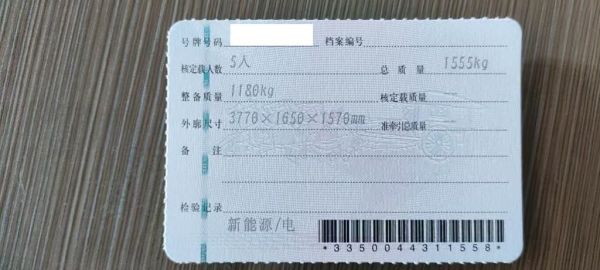 号牌号码 档案编号
核定载人数 5人 总质量 1555kg
整备质量 1180kg 核定载质量
外廓尺寸 3770×1650×1570mm 准牵引总质量
备注
检验记录
新能源/电
*3350044311558*